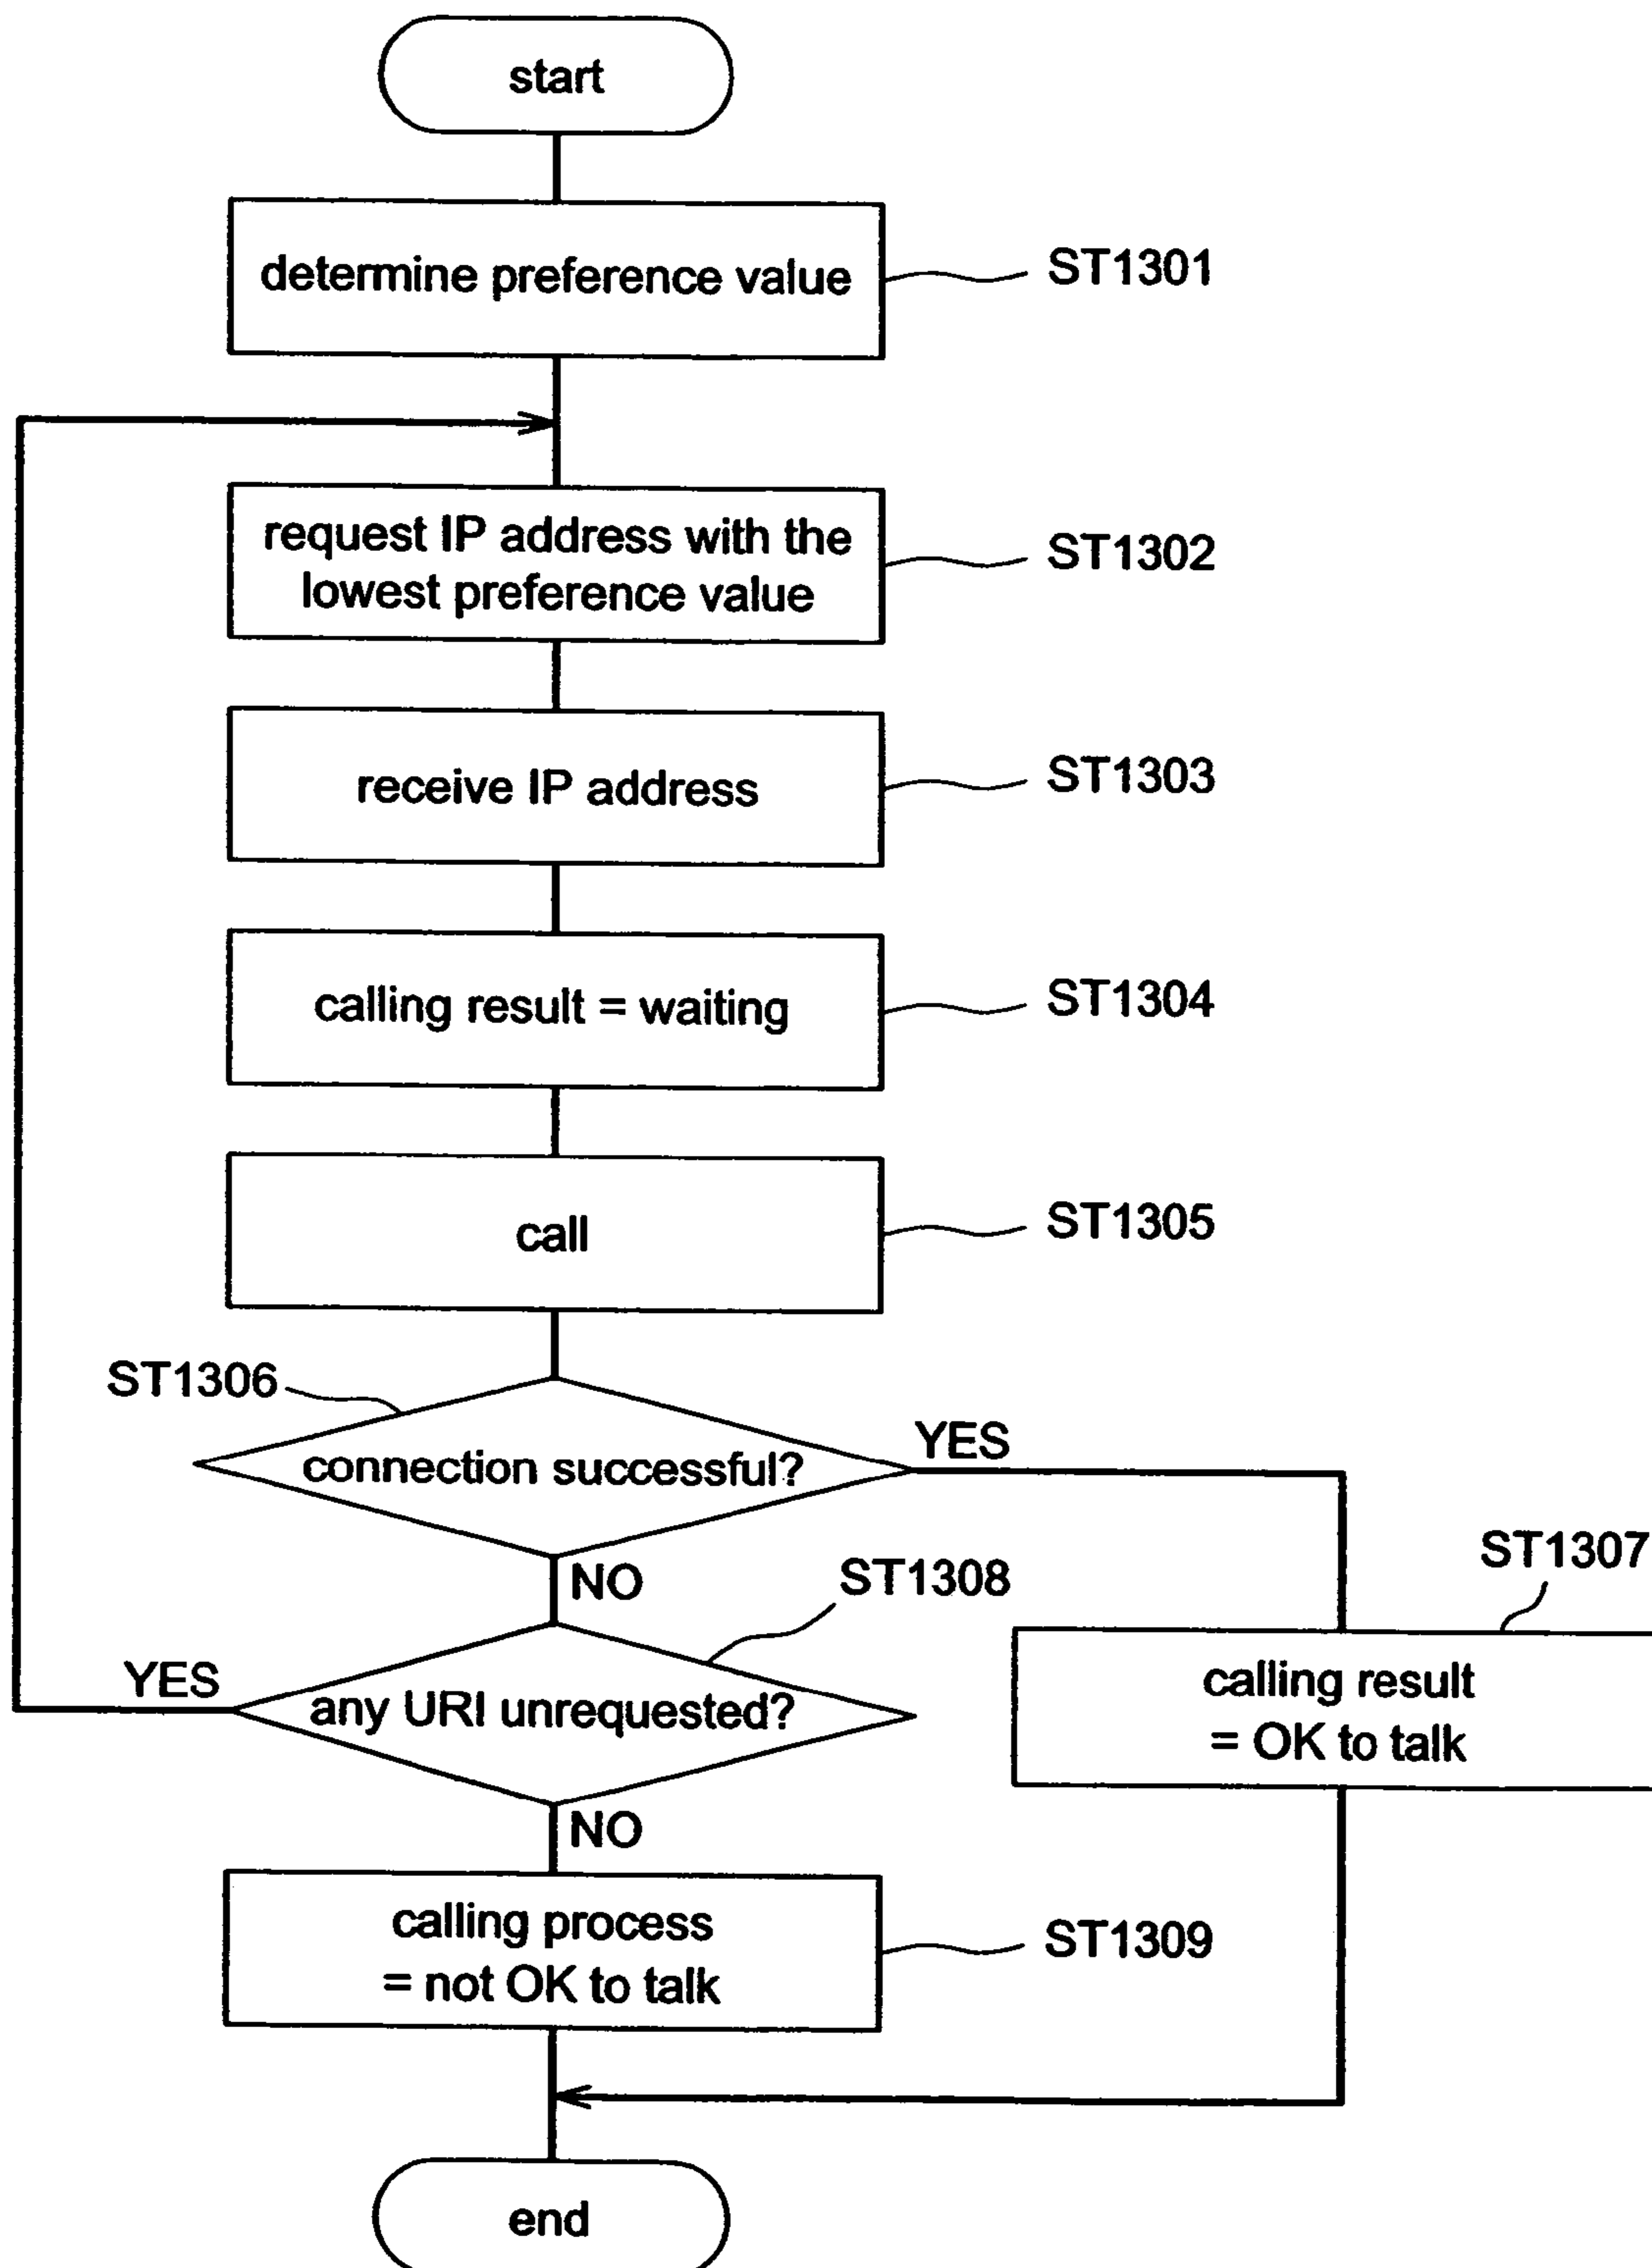 start
determine preference value
ST1301
request IP address with the
lowest preference value
ST1302
receive IP address
ST1303
calling result = waiting
ST1304
call
ST1305
ST1306
connection successful?
YES
NO
ST1308
ST1307
YES
any URI unrequested?
calling result
= OK to talk
NO
calling process
= not OK to talk
ST1309
end